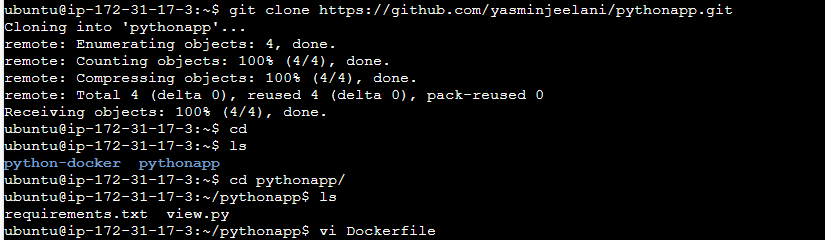 ubuntu@ip-172-31-17-3:~$ git clone https://github.com/yasminjeelani/pythonapp.git
Cloning into 'pythonapp'...
remote: Enumerating objects: 4, done.
remote: Counting objects: 100% (4/4), done.
remote: Compressing objects: 100% (4/4), done.
remote: Total 4 (delta 0), reused 4 (delta 0), pack-reused 0
Receiving objects: 100% (4/4), done.
ubuntu@ip-172-31-17-3:~$ cd
ubuntu@ip-172-31-17-3:~$ ls
python-docker  pythonapp
ubuntu@ip-172-31-17-3:~$ cd pythonapp/
ubuntu@ip-172-31-17-3:~/pythonapp$ ls
requirements.txt  view.py
ubuntu@ip-172-31-17-3:~/pythonapp$ vi Dockerfile